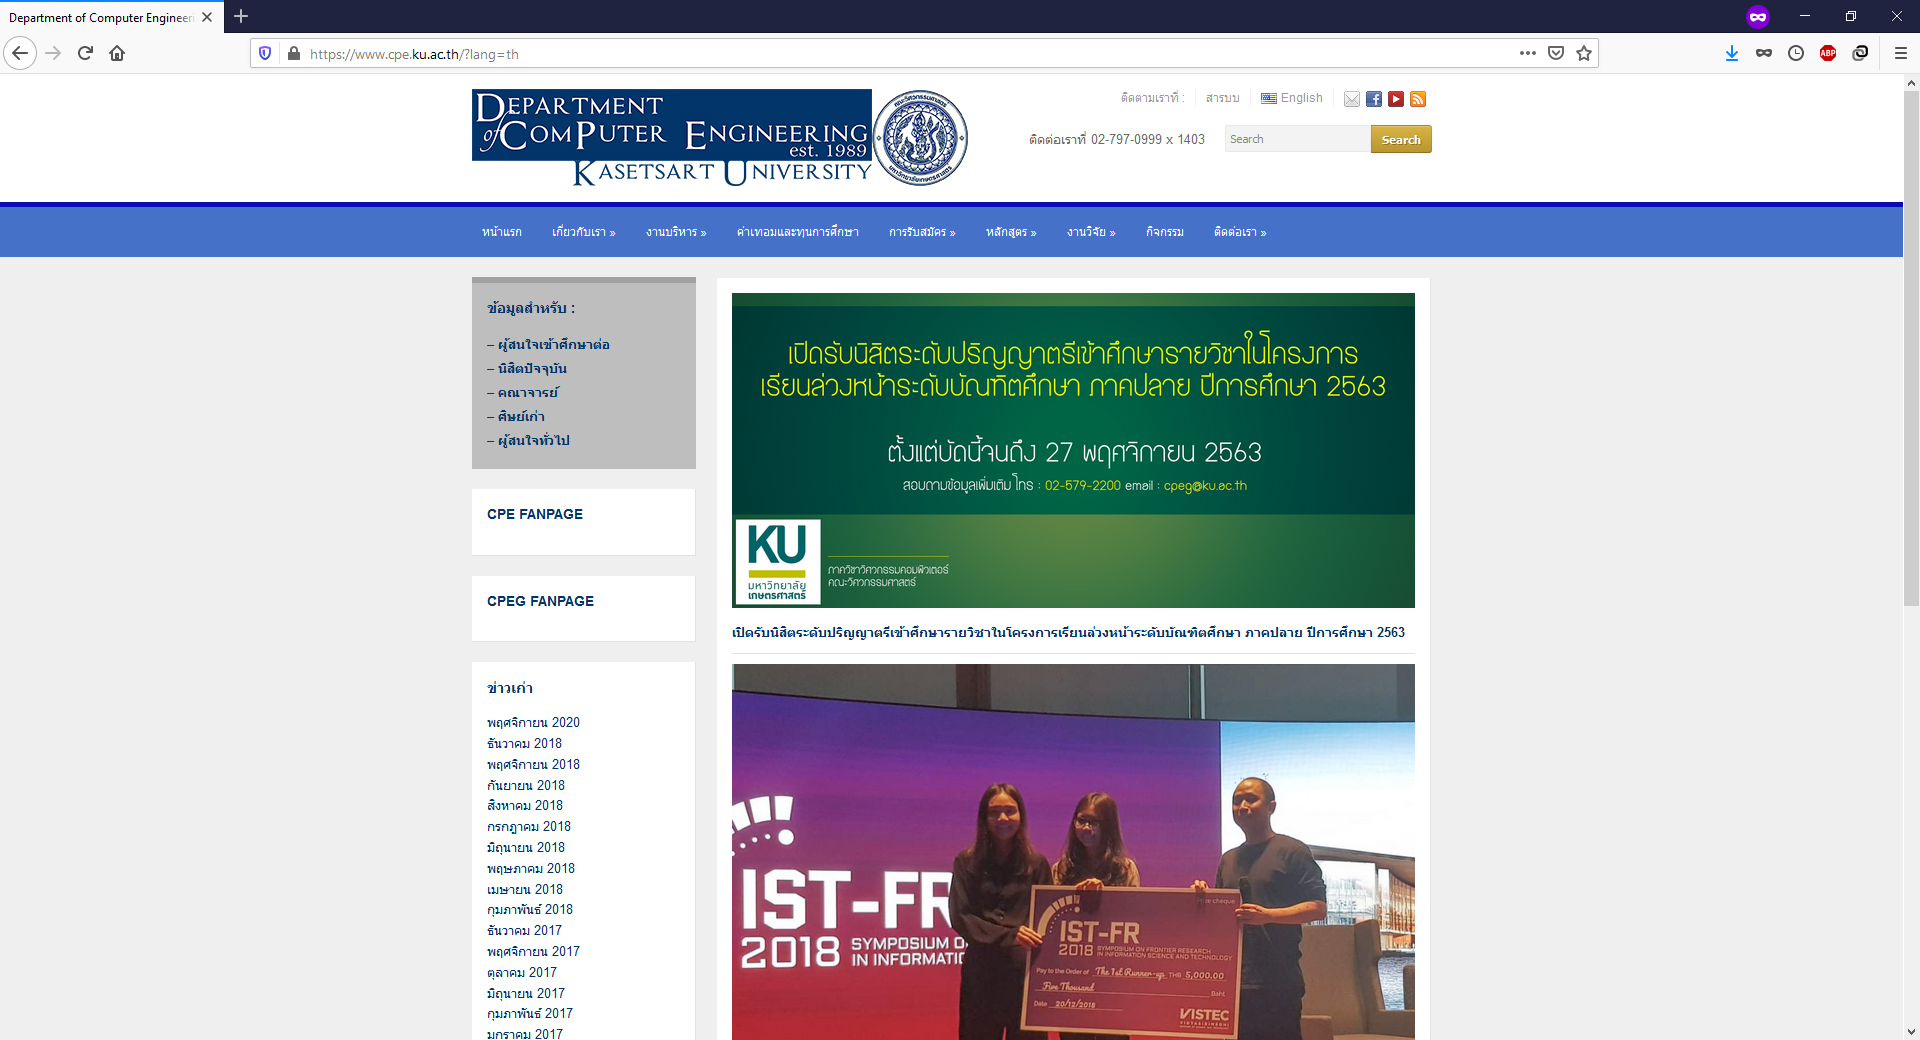 Department of Computer Engineeri
https://www.cpe.ku.ac.th/?lang=th
DEPARTMENT
of COMPUTER ENGINEERING
est. 1989
KASETSART UNIVERSITY
ติดตามเราที่ :
สารบบ
English
ติดต่อเราที่ 02-797-0999 x 1403
Search
Search
หน้าแรก
เกี่ยวกับเรา »
งานบริหาร »
ค่าเทอมและทุนการศึกษา
การรับสมัคร »
หลักสูตร »
งานวิจัย »
กิจกรรม
ติดต่อเรา »
ข้อมูลสำหรับ :
– ผู้สนใจเข้าศึกษาต่อ
– นิสิตปัจจุบัน
– คณาจารย์
– ศิษย์เก่า
– ผู้สนใจทั่วไป
CPE FANPAGE
CPEG FANPAGE
ข่าวเก่า
พฤศจิกายน 2020
ธันวาคม 2018
พฤศจิกายน 2018
กันยายน 2018
สิงหาคม 2018
กรกฎาคม 2018
มิถุนายน 2018
พฤษภาคม 2018
เมษายน 2018
กุมภาพันธ์ 2018
ธันวาคม 2017
พฤศจิกายน 2017
ตุลาคม 2017
มิถุนายน 2017
กุมภาพันธ์ 2017
มกราคม 2017
เปิดรับนิสิตระดับปริญญาตรีเข้าศึกษารายวิชาในโครงการ
เรียนล่วงหน้าระดับบัณฑิตศึกษา ภาคปลาย ปีการศึกษา 2563
ตั้งแต่บัดนี้จนถึง 27 พฤศจิกายน 2563
สอบถามข้อมูลเพิ่มเติม โทร : 02-579-2200 email : cpeg@ku.ac.th
KU
มหาวิทยาลัย
เกษตรศาสตร์
ภาควิชาวิศวกรรมคอมพิวเตอร์
คณะวิศวกรรมศาสตร์
เปิดรับนิสิตระดับปริญญาตรีเข้าศึกษารายวิชาในโครงการเรียนล่วงหน้าระดับบัณฑิตศึกษา ภาคปลาย ปีการศึกษา 2563
IST-FR
2018 SYMPOSIUM ON
IN INFORMATIO
cheque
IST-FR
2018 SYMPOSIUM ON FRONTIER RESEARCH
IN INFORMATION SCIENCE AND TECHNOLOGY
Pay to the Order of The 1st Runner-up THB 5,000.00
Five Thousand Baht
Date 20/12/2018
VISTEC